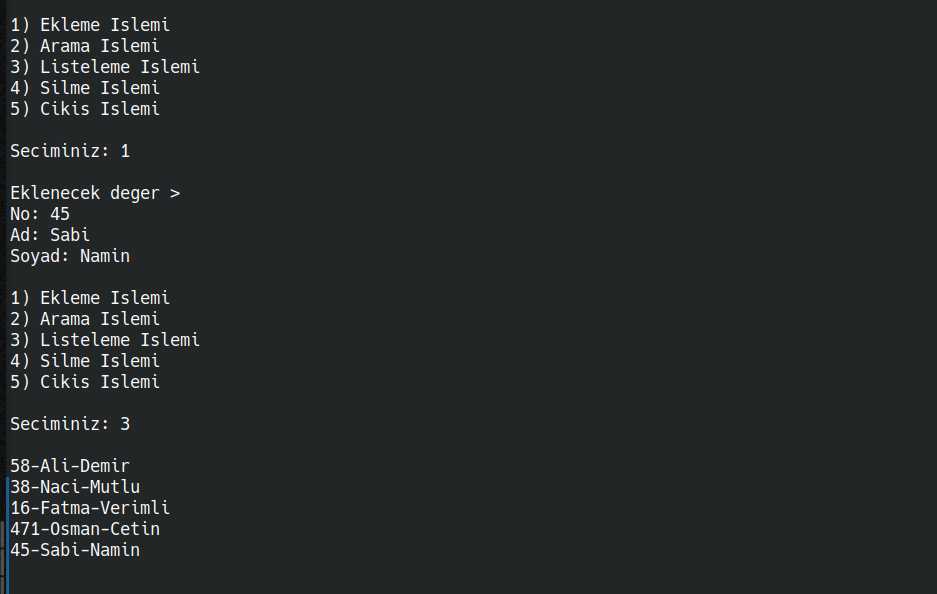 1) Ekleme Islemi
2) Arama Islemi
3) Listeleme Islemi
4) Silme Islemi
5) Cikis Islemi
Seciminiz: 1
Eklenecek deger >
No: 45
Ad: Sabi
Soyad: Namin
1) Ekleme Islemi
2) Arama Islemi
3) Listeleme Islemi
4) Silme Islemi
5) Cikis Islemi
Seciminiz: 3
58-Ali-Demir
38-Naci-Mutlu
16-Fatma-Verimli
471-Osman-Cetin
45-Sabi-Namin